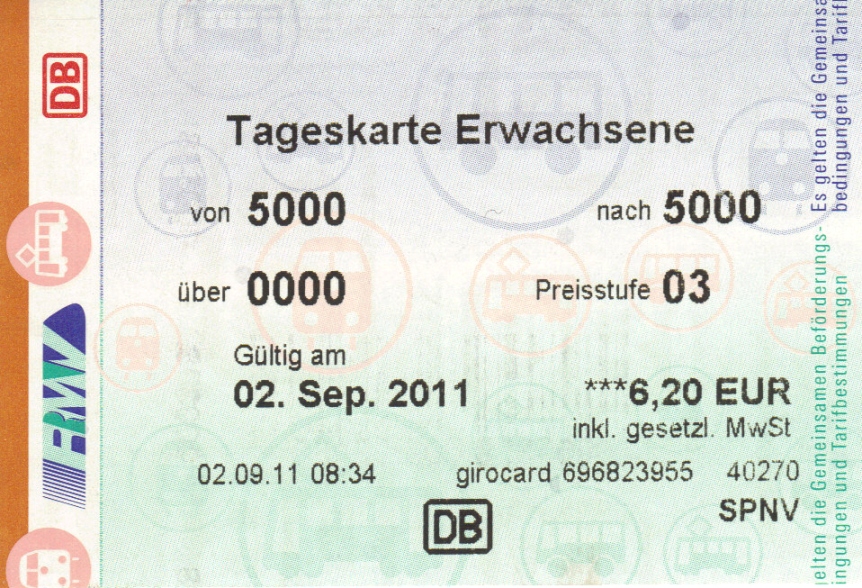 DB
Tageskarte Erwachsene
von 5000 nach 5000
über 0000 Preisstufe 03
Gültig am
02. Sep. 2011 ***6,20 EUR
inkl. gesetzl. MwSt
02.09.11 08:34 girocard 696823955 40270
DB SPNV
Es gelten die Gemeinsa
bedingungen und Tarif
elten die Gemeinsamen Beförderungs-
ingungen und Tarifbestimmungen